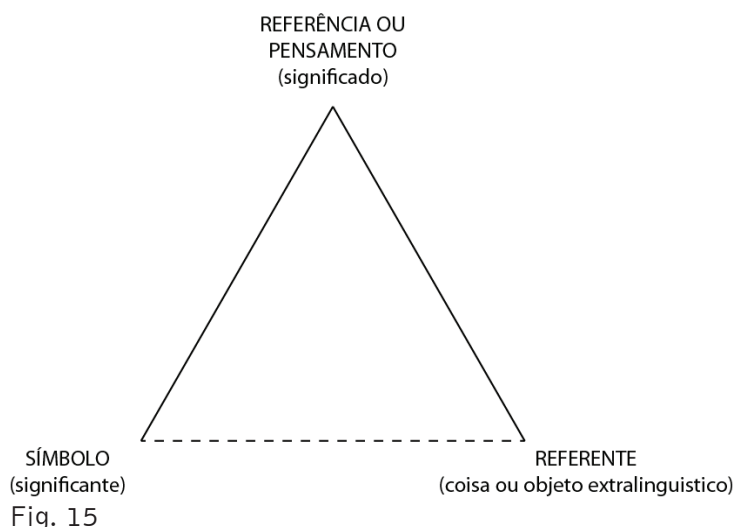 REFERÊNCIA OU
PENSAMENTO
(significado)
SÍMBOLO
(significante)
REFERENTE
(coisa ou objeto extralinguistico)
Fig. 15